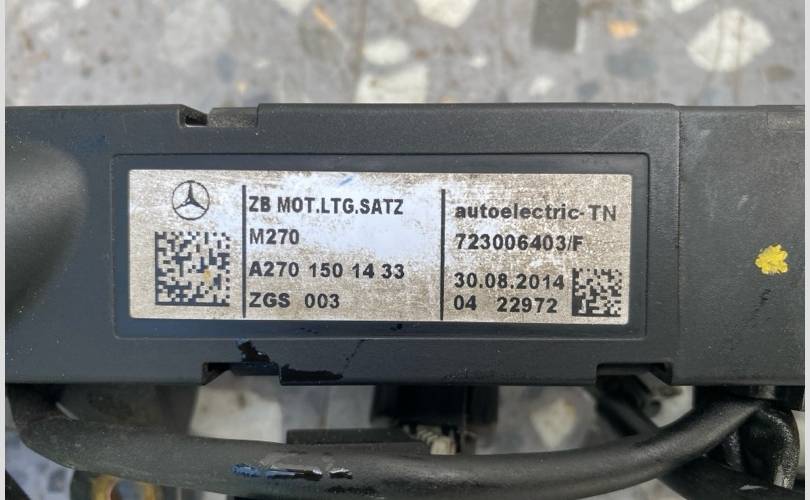 ZB MOT.LTG.SATZ
M270
A270 150 14 33
ZGS 003
autoelectric-TN
723006403/F
30.08.2014
04 22972